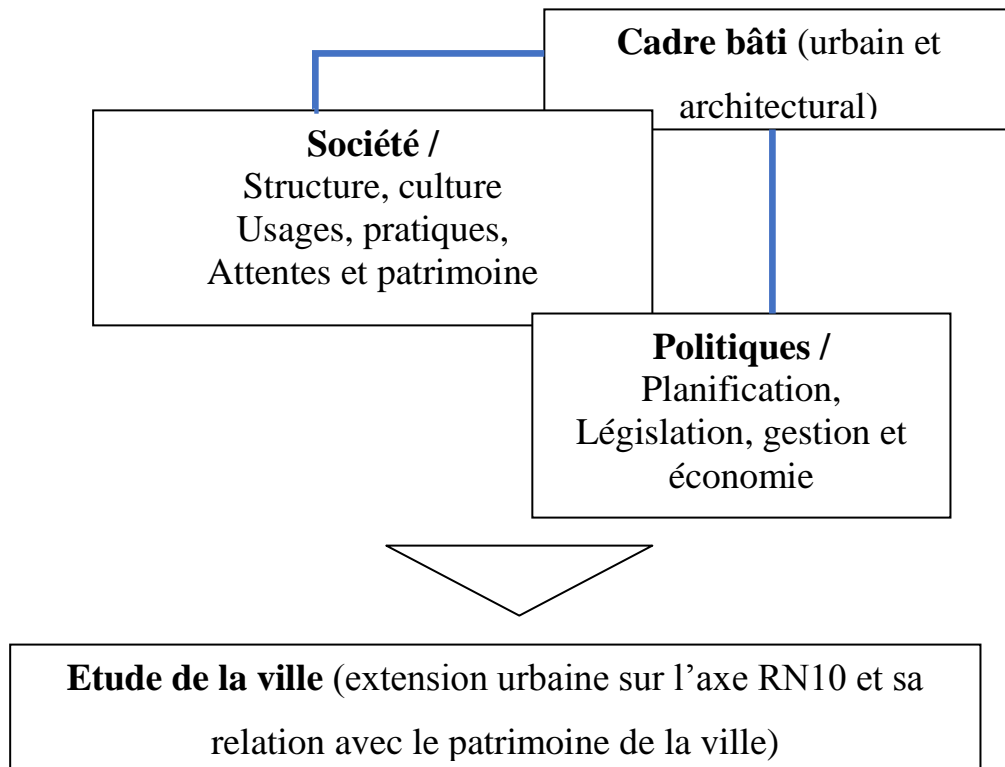 Cadre bâti (urbain et
architectural)
Société /
Structure, culture
Usages, pratiques,
Attentes et patrimoine
Politiques /
Planification,
Législation, gestion et
économie
Etude de la ville (extension urbaine sur l’axe RN10 et sa
relation avec le patrimoine de la ville)